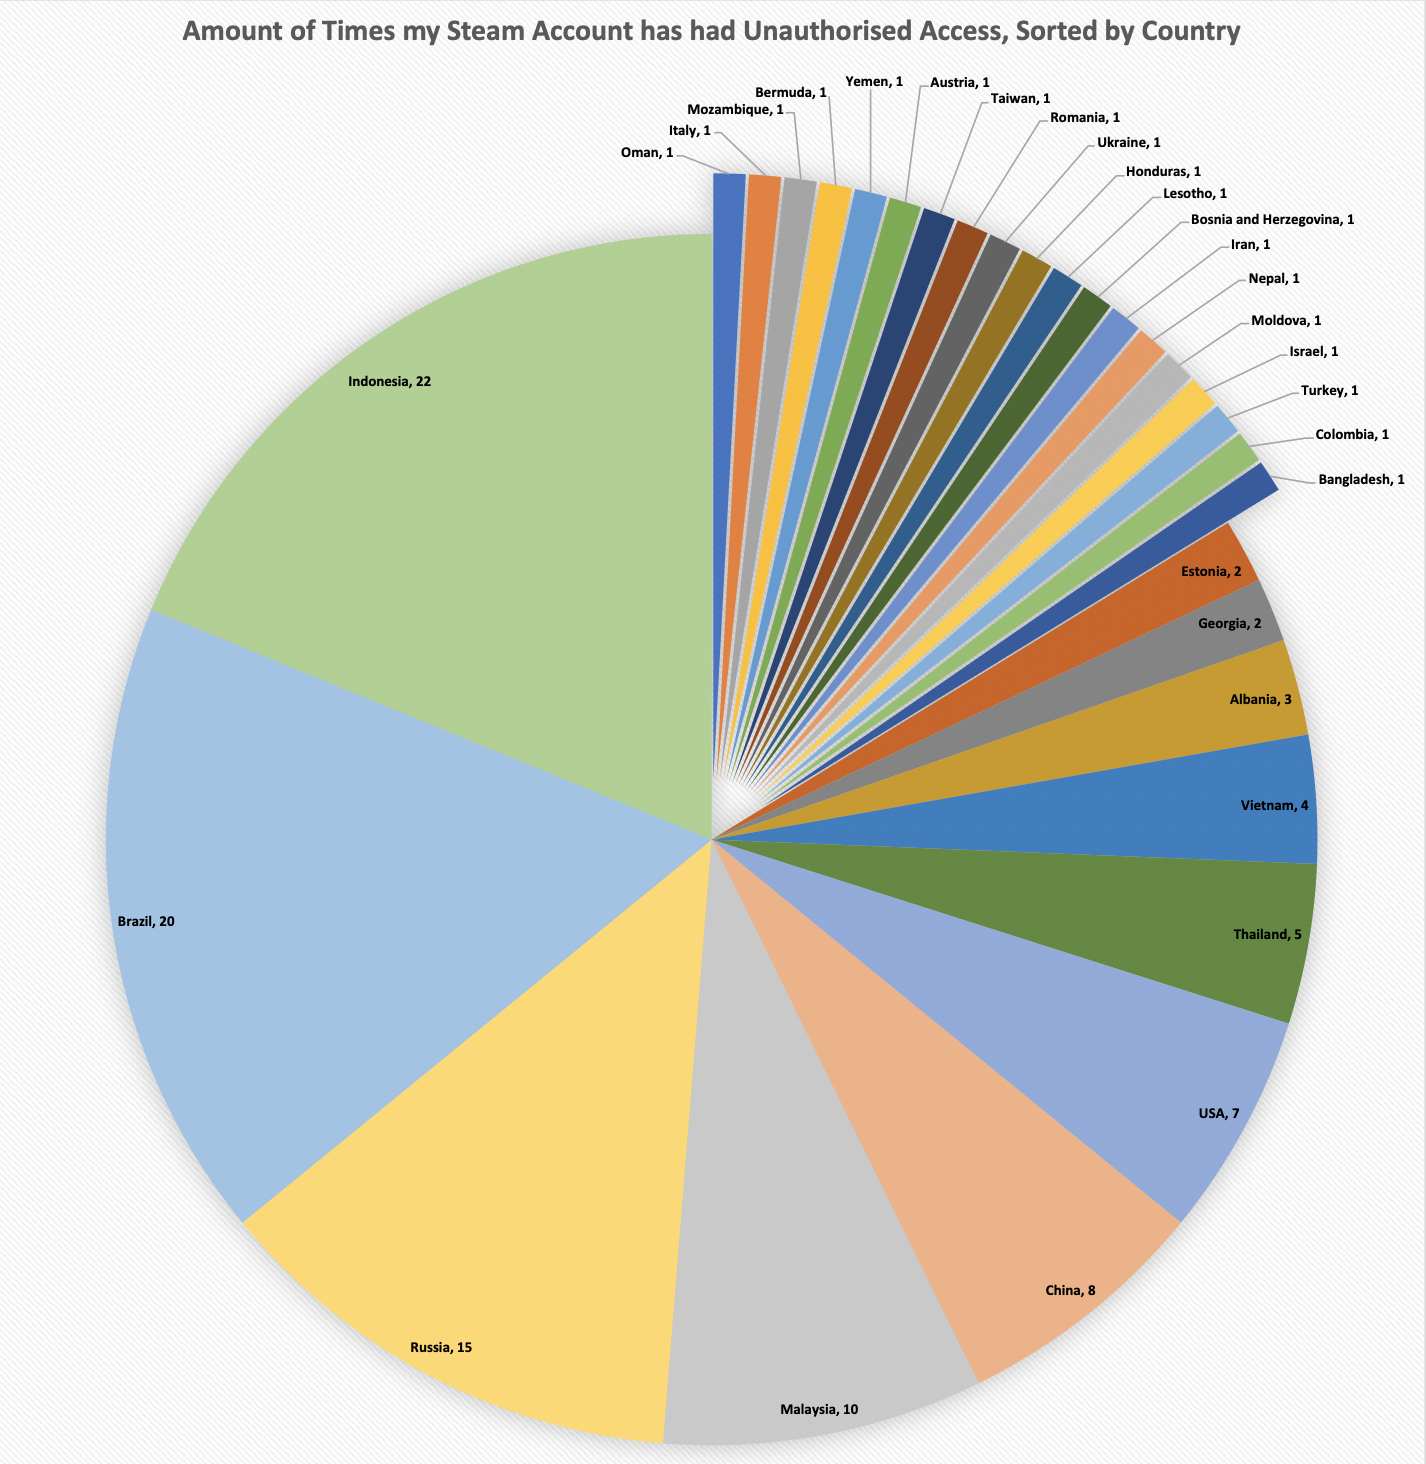 Amount of Times my Steam Account has had Unauthorised Access, Sorted by Country
Oman, 1
Italy, 1
Mozambique, 1
Bermuda, 1
Yemen, 1
Austria, 1
Taiwan, 1
Romania, 1
Ukraine, 1
Honduras, 1
Lesotho, 1
Bosnia and Herzegovina, 1
Iran, 1
Nepal, 1
Moldova, 1
Israel, 1
Turkey, 1
Colombia, 1
Bangladesh, 1
Estonia, 2
Georgia, 2
Albania, 3
Vietnam, 4
Thailand, 5
USA, 7
China, 8
Malaysia, 10
Russia, 15
Brazil, 20
Indonesia, 22